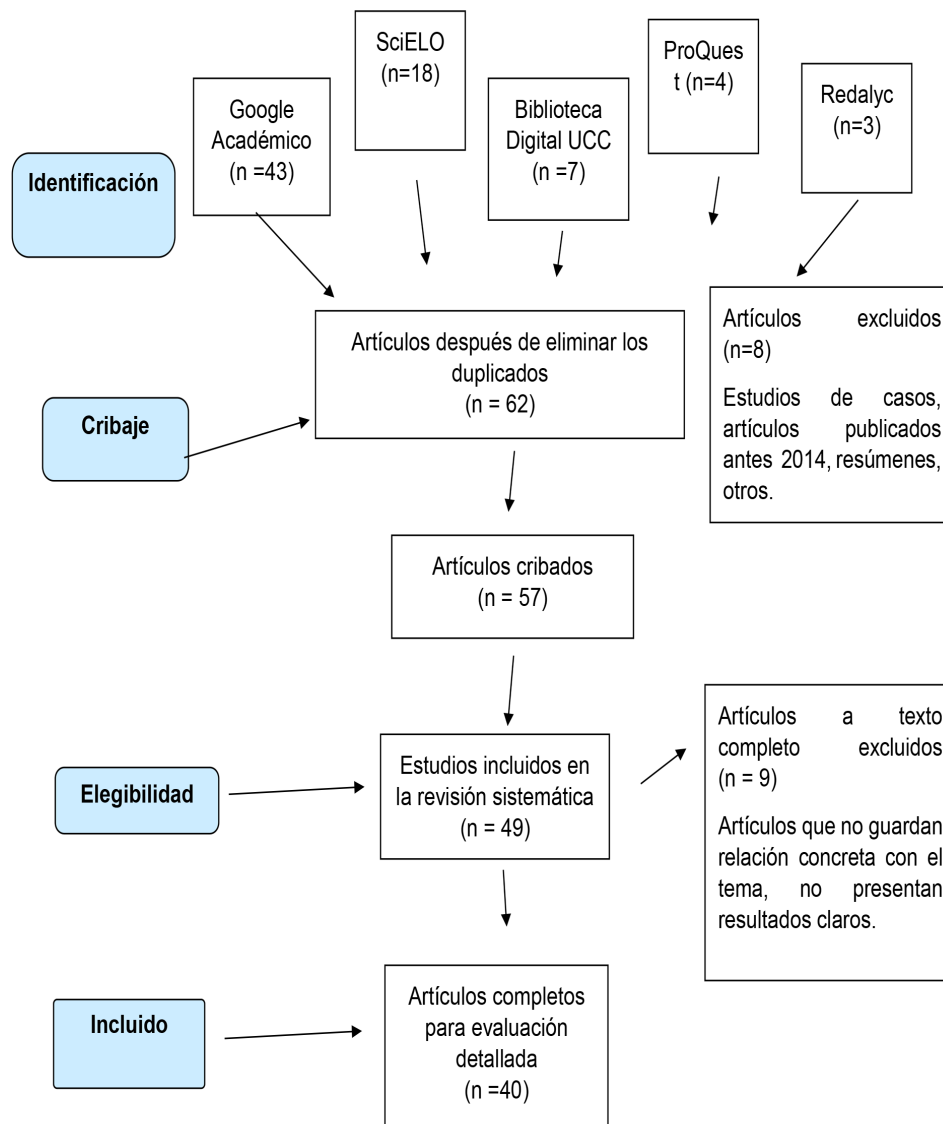 SciELO
(n=18)
ProQues
t (n=4)
Google
Académico
(n =43)
Biblioteca
Digital UCC
(n =7)
Redalyc
(n=3)
Identificación
Artículos después de eliminar los
duplicados
(n = 62)
Artículos excluidos
(n=8)
Estudios de casos,
artículos publicados
antes 2014, resúmenes,
otros.
Cribaje
Artículos cribados
(n = 57)
Estudios incluidos en
la revisión sistemática
(n = 49)
Elegibilidad
Artículos a texto
completo excluidos
(n = 9)
Artículos que no guardan
relación concreta con el
tema, no presentan
resultados claros.
Incluido
Artículos completos
para evaluación
detallada
(n =40)